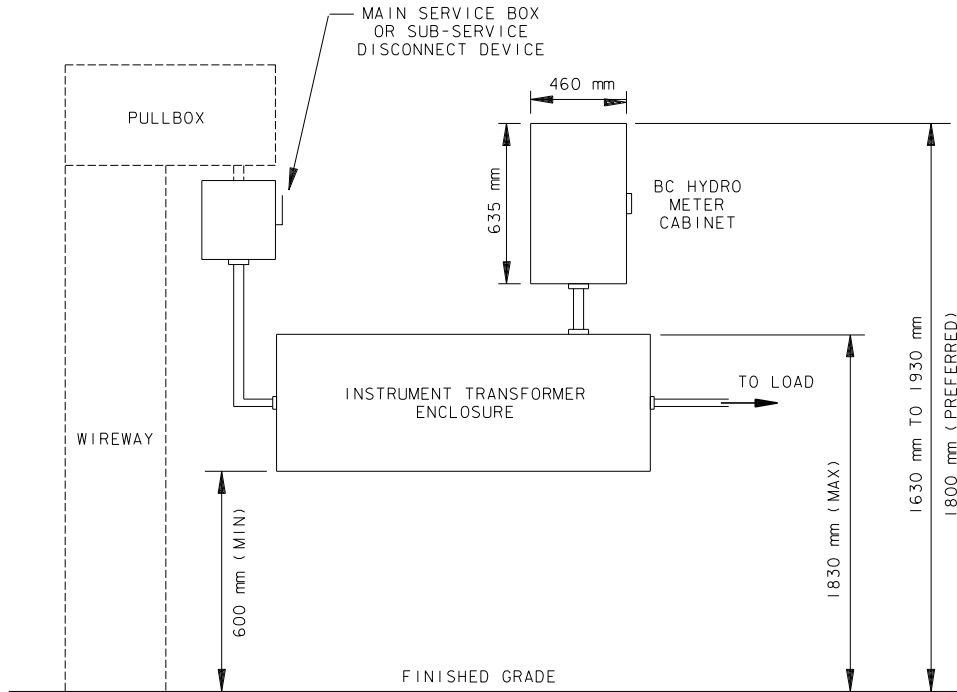 MAIN SERVICE BOX
OR SUB-SERVICE
DISCONNECT DEVICE
460 mm
PULLBOX
635 mm
BC HYDRO
METER
CABINET
INSTRUMENT TRANSFORMER
ENCLOSURE
TO LOAD
WIREWAY
600 mm (MIN)
1830 mm (MAX)
1630 mm TO 1930 mm
1800 mm (PREFERRED)
FINISHED GRADE